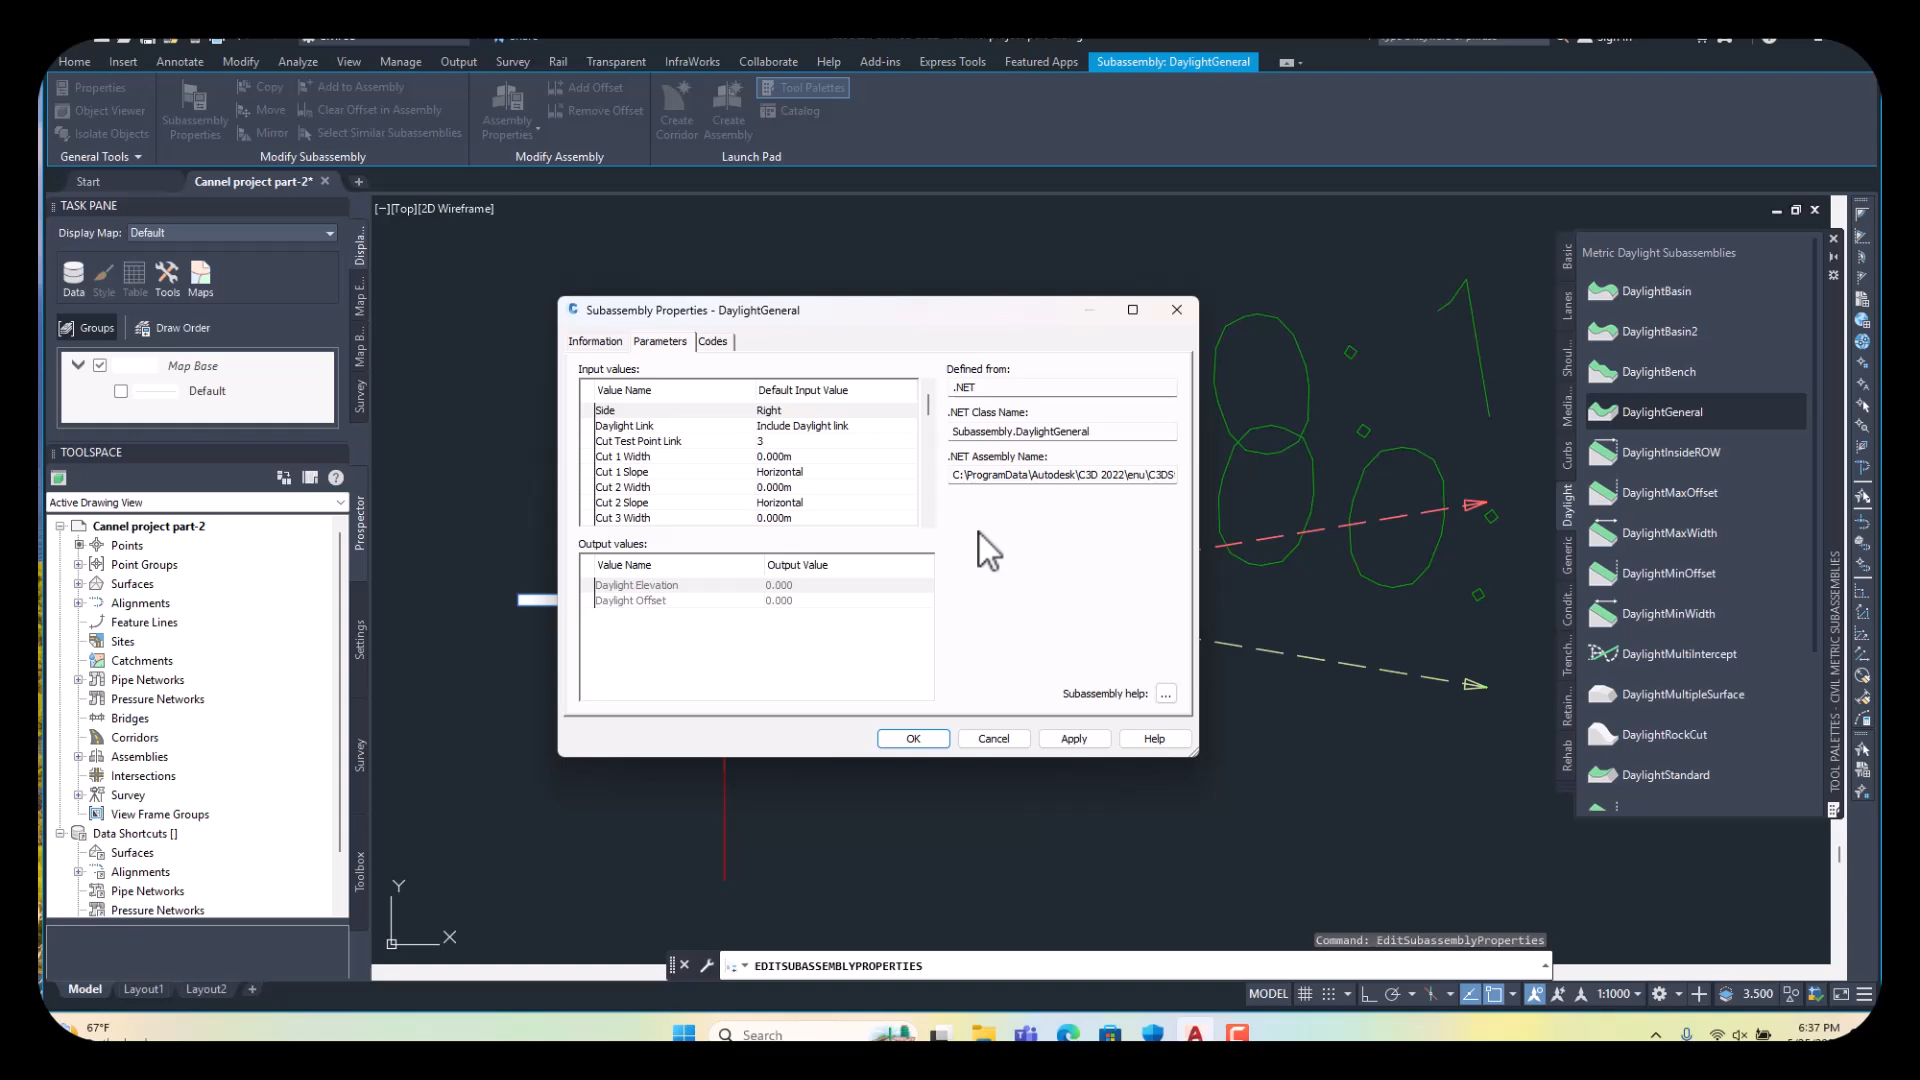 Home Insert Annotate Modify Analyze View Manage Output Survey Rail Transparent InfraWorks Collaborate Help Add-ins Express Tools Featured Apps Subassembly: DaylightGeneral
Properties
Object Viewer
Isolate Objects
General Tools
Subassembly Properties
Copy
Move
Mirror
Add to Assembly
Clear Offset in Assembly
Select Similar Subassemblies
Modify Subassembly
Assembly Properties
Add Offset
Remove Offset
Modify Assembly
Create Corridor
Create Assembly
Tool Palettes
Catalog
Launch Pad
Start
Cannel project part-2*
TASK PANE
Display Map: Default
Data Style Table Tools Maps
Groups Draw Order
Map Base
Default
Displa...
Map E...
Map B...
Survey
TOOLSPACE
Active Drawing View
Cannel project part-2
Points
Point Groups
Surfaces
Alignments
Feature Lines
Sites
Catchments
Pipe Networks
Pressure Networks
Bridges
Corridors
Assemblies
Intersections
Survey
View Frame Groups
Data Shortcuts []
Surfaces
Alignments
Pipe Networks
Pressure Networks
Prospector
Settings
Survey
Toolbox
[−][Top][2D Wireframe]
Subassembly Properties - DaylightGeneral
Information Parameters Codes
Input values:
Value Name Default Input Value
Side Right
Daylight Link Include Daylight link
Cut Test Point Link 3
Cut 1 Width 0.000m
Cut 1 Slope Horizontal
Cut 2 Width 0.000m
Cut 2 Slope Horizontal
Cut 3 Width 0.000m
Output values:
Value Name Output Value
Daylight Elevation 0.000
Daylight Offset 0.000
Defined from:
.NET
.NET Class Name:
Subassembly.DaylightGeneral
.NET Assembly Name:
C:\ProgramData\Autodesk\C3D 2022\enu\C3DS
Subassembly help: ...
OK Cancel Apply Help
Metric Daylight Subassemblies
DaylightBasin
DaylightBasin2
DaylightBench
DaylightGeneral
DaylightInsideROW
DaylightMaxOffset
DaylightMaxWidth
DaylightMinOffset
DaylightMinWidth
DaylightMultiIntercept
DaylightMultipleSurface
DaylightRockCut
DaylightStandard
Basic
Lanes
Shoul...
Media...
Curbs
Daylight
Generic
Condit...
Trench...
Retain...
Rehab
TOOL PALETTES - CIVIL METRIC SUBASSEMBLIES
Y
X
Command: EditSubassemblyProperties
EDITSUBASSEMBLYPROPERTIES
Model Layout1 Layout2 +
MODEL 1:1000 3.500
67°F
Search
6:37 PM